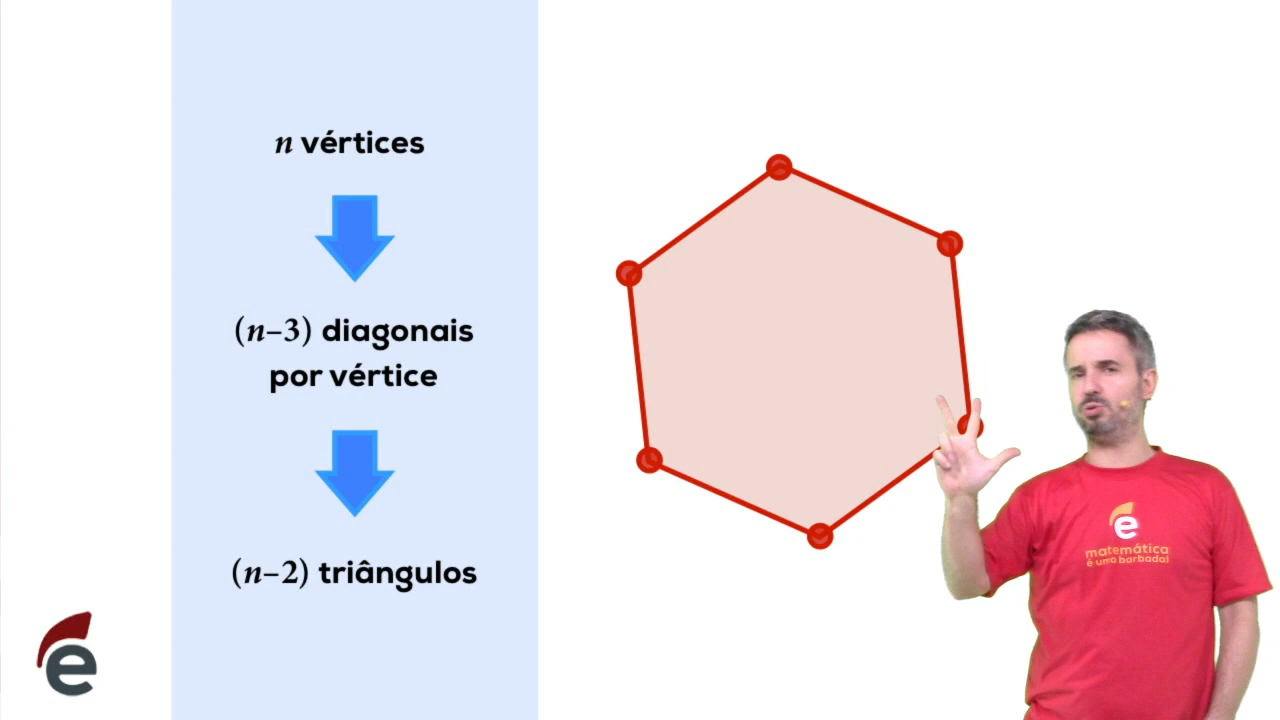 n vértices
(n–3) diagonais
por vértice
(n–2) triângulos
e
e
matemática
é uma barbada!